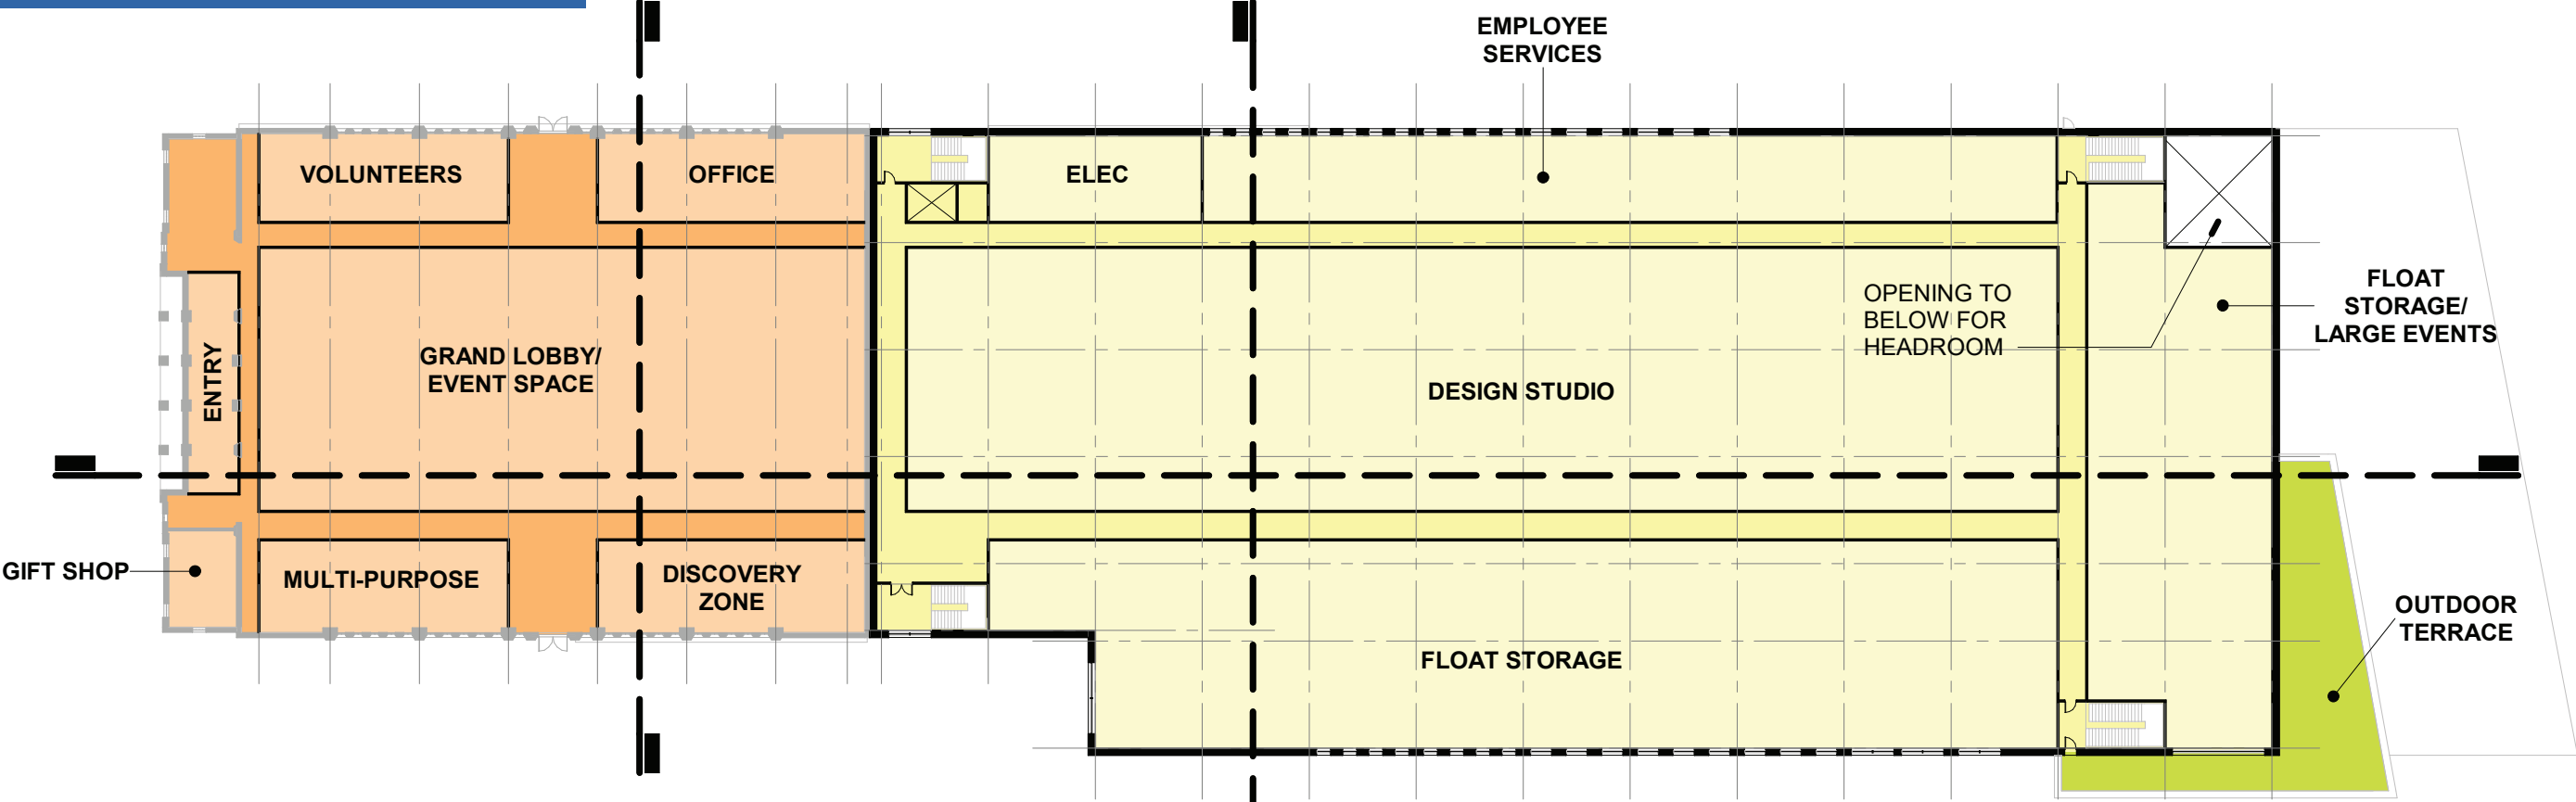 EMPLOYEE
SERVICES
VOLUNTEERS
OFFICE
ELEC
ENTRY
GRAND LOBBY/
EVENT SPACE
OPENING TO
BELOW FOR
HEADROOM
FLOAT
STORAGE/
LARGE EVENTS
DESIGN STUDIO
GIFT SHOP
MULTI-PURPOSE
DISCOVERY
ZONE
OUTDOOR
TERRACE
FLOAT STORAGE